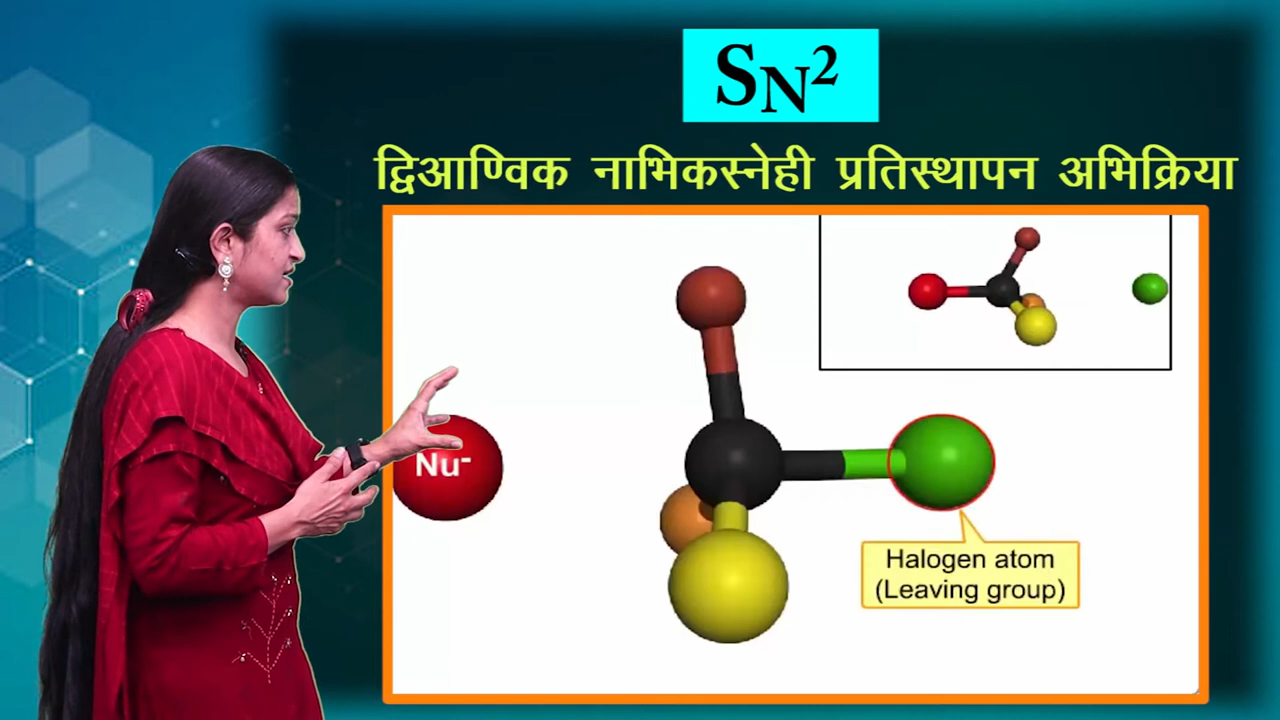 SN²
द्विआण्विक नाभिकस्नेही प्रतिस्थापन अभिक्रिया
Nu⁻
Halogen atom
(Leaving group)